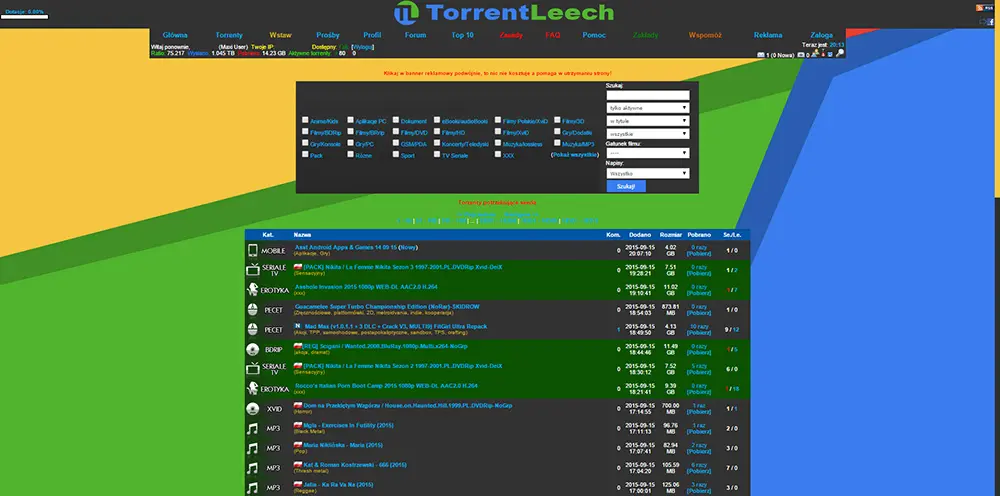 Dotacje: 0.00%
RSS
TorrentLeech
Główna Torrenty Wstaw Prośby Profil Forum Top 10 Zasady FAQ Pomoc Zakłady Wspomóż Reklama Załoga
Witaj ponownie, (Maxi User) Twoje IP: Dostępny: [Wyloguj]
Ratio: 75.217 Wysłano: 1.045 TB Pobrano: 14.23 GB Aktywne torrenty: 80 0
Teraz jest: 20:13
1 (0 Nowa) 0
Kliknij w banner reklamowy podwójnie, to nic nie kosztuje a pomaga w utrzymaniu strony!
Szukaj:
tylko aktywne
w tytule
wszystkie
Gatunek filmu:
----
Napisy:
Wszystko
Szukaj!
Anime/Kids Aplikacje PC Dokument eBooki/audioBooki Filmy Polskie/XviD Filmy/3D
Filmy/BDRip Filmy/BRrip Filmy/DVD Filmy/HD Filmy/XviD Gry/Dodatki
Gry/Konsole Gry/PC GSM/PDA Koncerty/Teledyski Muzyka/lossless Muzyka/MP3
Pack Różne Sport TV Seriale XXX (Pokaż wszystkie)
Torrenty potrzebujące seeda
Kat. Nazwa Kom. Dodano Rozmiar Pobrano Se./Le.
MOBILE Asst Android Apps & Games 14 09 15 (Nowy) 0 2015-09-15 20:07:10 4.02 GB 0 razy [Pobierz] 1 / 0
(Aplikacje, Gry)
SERIALE TV [PACK] Nikita / La Femme Nikita Sezon 3 1997-2001.PL.DVDRip.Xvid-OniX 0 2015-09-15 19:28:21 7.51 GB 0 razy [Pobierz] 1 / 2
(Sensacyjny)
EROTYKA Asshole Invasion 2015 1080p WEB-DL AAC2.0 H.264 0 2015-09-15 19:10:41 11.02 GB 0 razy [Pobierz] / 7
(xxx)
PECET Guacamelee Super Turbo Championship Edition (NoRar)-SKIDROW 0 2015-09-15 18:54:03 873.81 MB 0 razy [Pobierz] 1 / 0
(Zręcznościowe, platformówki, 2D, metroidvania, indie, kooperacja)
PECET N Mad Max (v1.0.1.1 + 3 DLC + Crack V3, MULTI9) FitGirl Ultra Repack 1 2015-09-15 18:49:50 4.13 GB 10 razy [Pobierz] 9 / 12
(Akcji, TPP, samochodowe, postapokaliptyczne, sandbox, TPS, crafting)
BDRIP [REQ] Ścigani / Wanted.2008.BluRay.1080p.Multi.x264-NoGrp 0 2015-09-15 18:44:46 11.49 GB 0 razy [Pobierz] / 5
(akcja, dramat)
SERIALE TV [PACK] Nikita / La Femme Nikita Sezon 2 1997-2001.PL.DVDRip.Xvid-OniX 0 2015-09-15 18:30:12 7.52 GB 0 razy [Pobierz] 6 / 0
(Sensacyjny)
EROTYKA Rocco's Italian Porn Boot Camp 2015 1080p WEB-DL AAC2.0 H.264 0 2015-09-15 18:21:41 9.39 GB 0 razy [Pobierz]
(xxx)
XVID Dom na Przeklętym Wzgórzu / House.on.Haunted.Hill.1999.PL.DVDRip-NoGrp 0 2015-09-15 17:14:55 700.00 MB 1 raz [Pobierz] 1 / 1
(Horror)
MP3 Mgła - Exercises In Futility (2015) 0 2015-09-15 17:11:13 96.76 MB 1 raz [Pobierz] 2 / 0
(Black Metal)
MP3 Maria Niklińska - Maria (2015) 0 2015-09-15 17:07:41 82.94 MB 2 razy [Pobierz] 3 / 0
(Pop)
MP3 Kat & Roman Kostrzewski - 666 (2015) 0 2015-09-15 17:04:20 105.59 MB 6 razy [Pobierz] 7 / 0
(Thrash metal)
MP3 Jafia - Ka Ra Va Na (2015) 0 2015-09-15 17:00:01 125.06 MB 3 razy [Pobierz] 3 / 0
(Reggae)